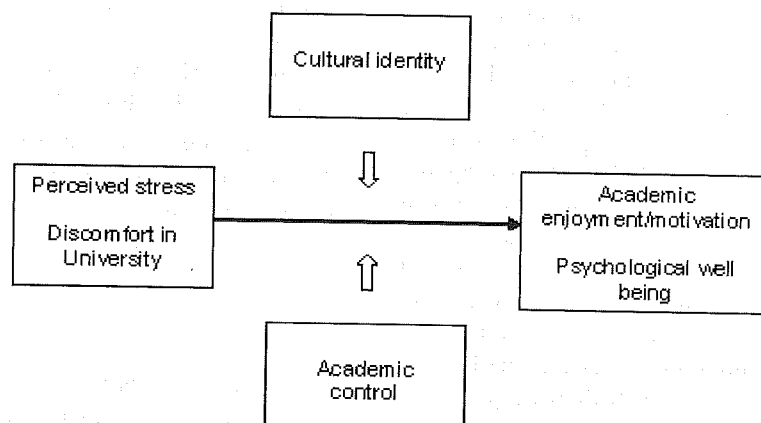 Cultural identity
Perceived stress
Discomfort in
University
Academic
enjoyment/motivation
Psychological well
being
Academic
control